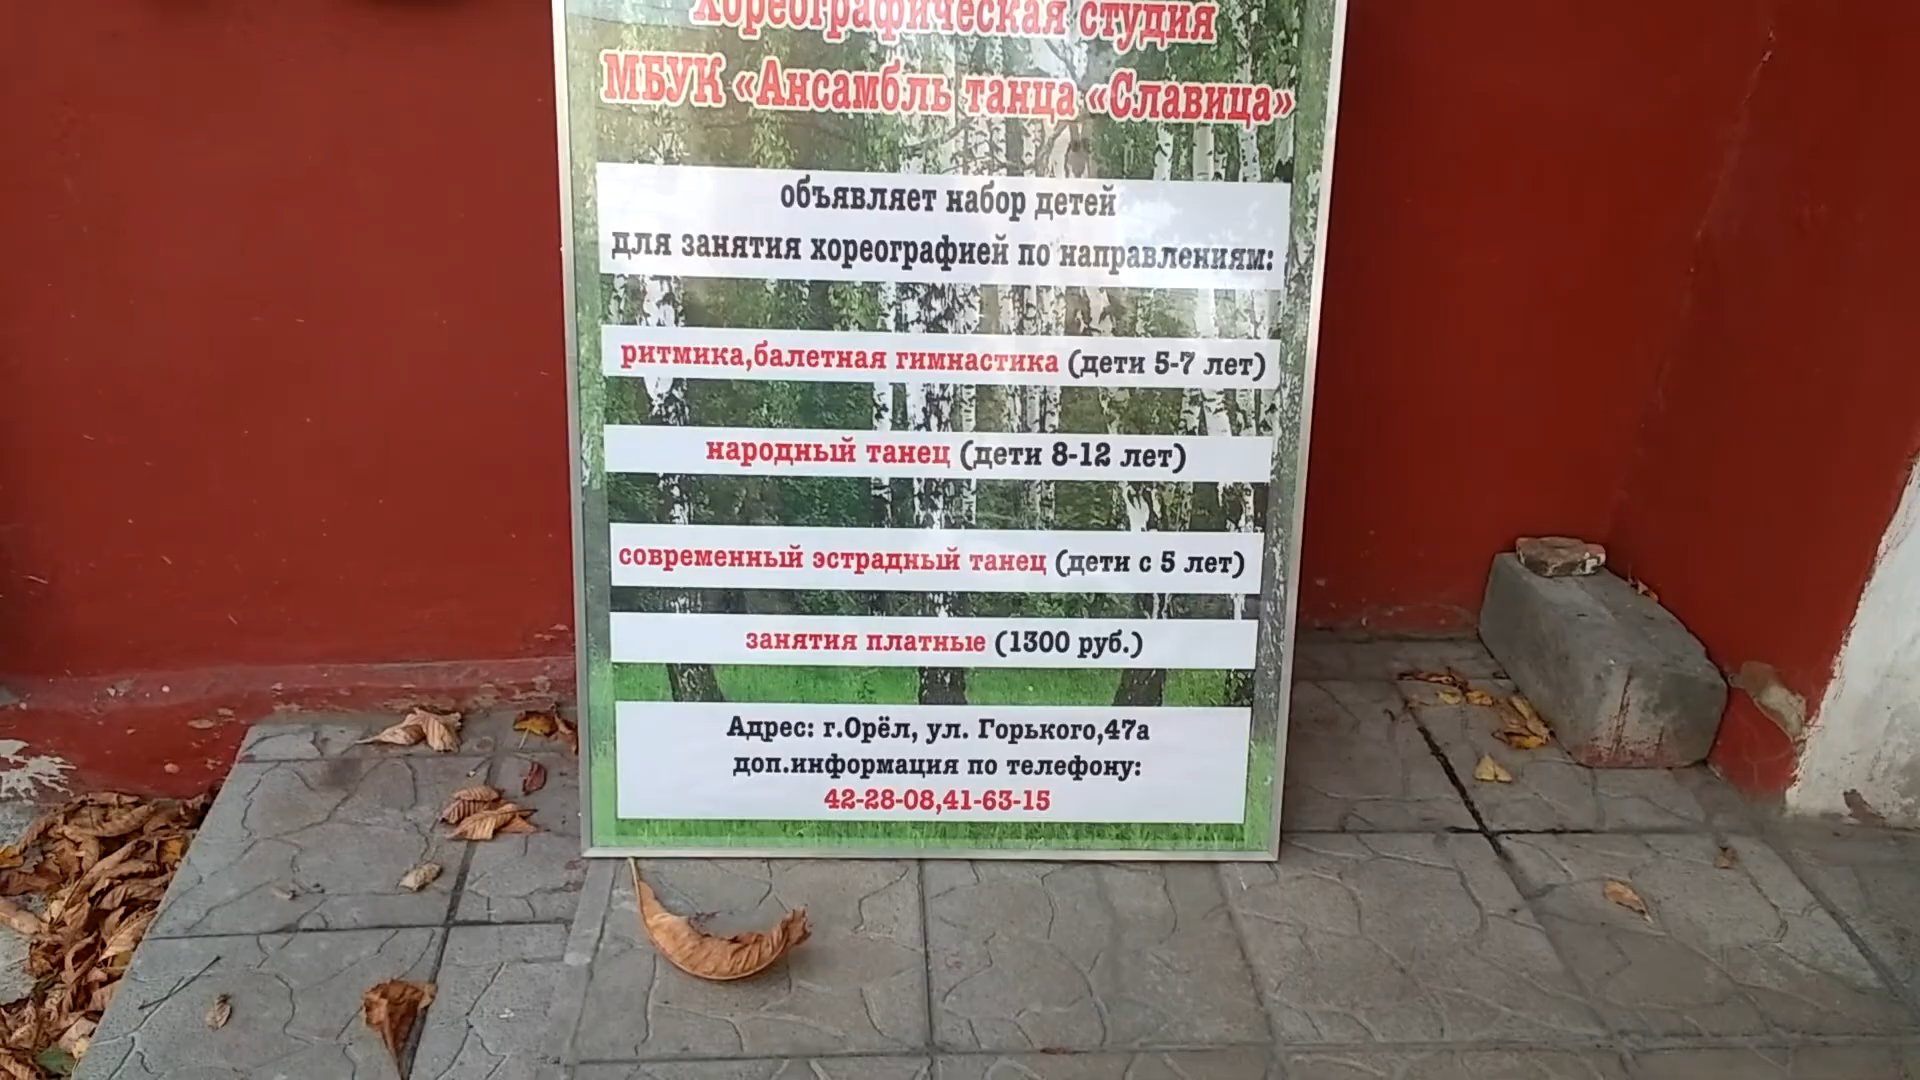 Хореографическая студия
МБУК «Ансамбль танца «Славица»
объявляет набор детей
для занятия хореографией по направлениям:
ритмика,балетная гимнастика (дети 5-7 лет)
народный танец (дети 8-12 лет)
современный эстрадный танец (дети с 5 лет)
занятия платные (1300 руб.)
Адрес: г.Орёл, ул. Горького,47а
доп.информация по телефону:
42-28-08,41-63-15